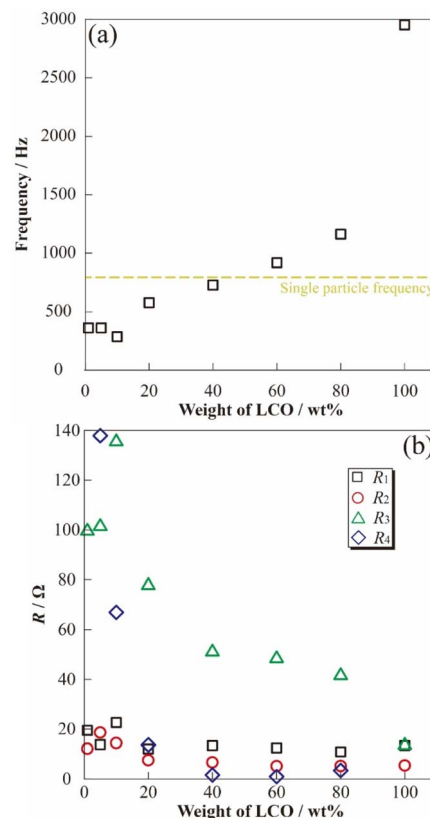 (a)
3000
2500
2000
1500
1000
500
0
Frequency / Hz
Single particle frequency
0 20 40 60 80 100
Weight of LCO / wt%
(b)
140
120
100
80
60
40
20
0
R / Ω
R1
R2
R3
R4
0 20 40 60 80 100
Weight of LCO / wt%